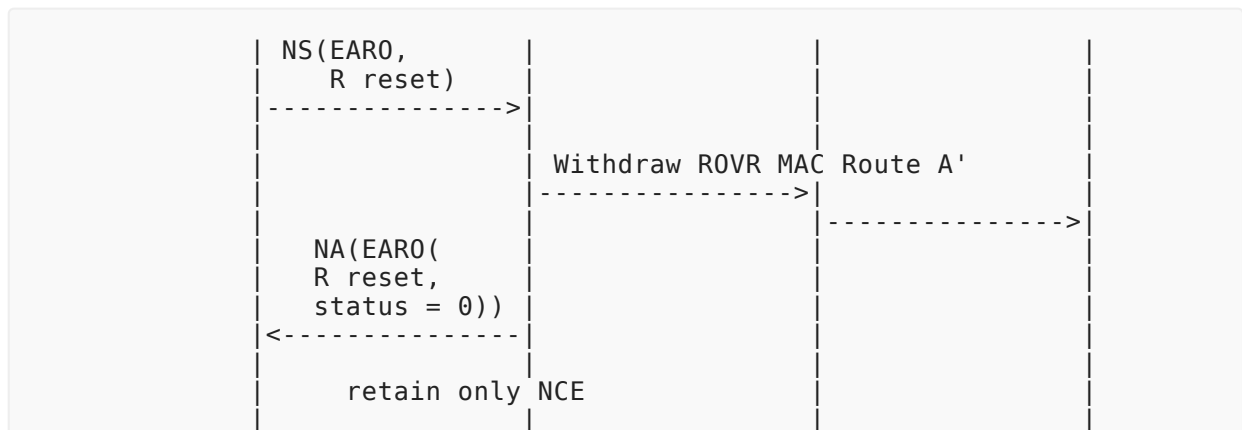 NS(EARO,
R reset)
Withdraw ROVR MAC Route A'
NA(EARO(
R reset,
status = 0))
retain only NCE